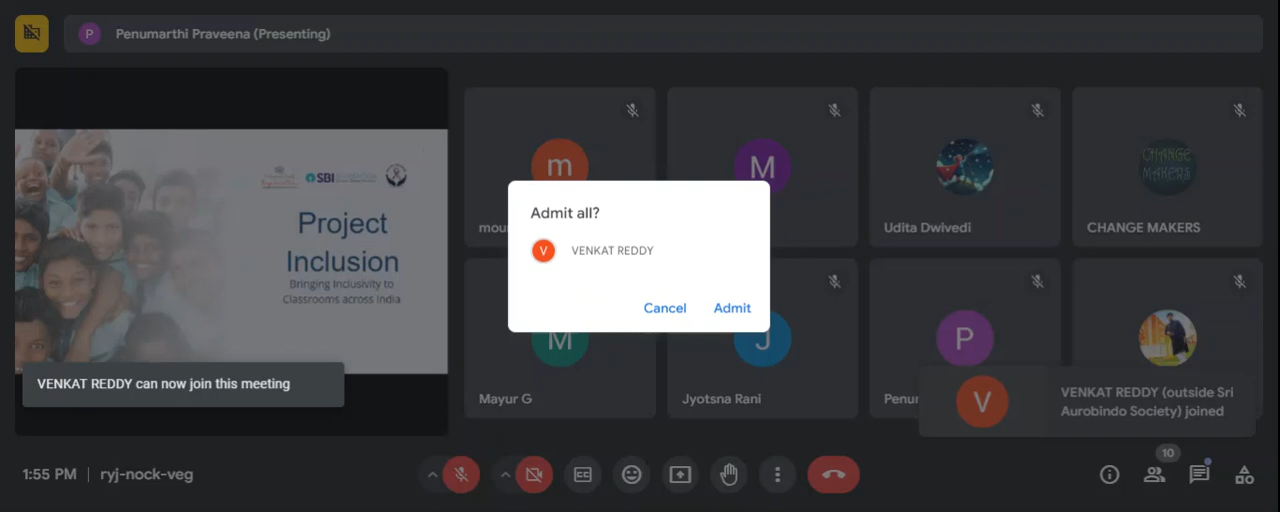 P Penumarthi Praveena (Presenting)
SBI
Project
Inclusion
Bringing Inclusivity to
Classrooms across India
VENKAT REDDY can now join this meeting
m
M
Udita Dwivedi
CHANGE
MAKERS
CHANGE MAKERS
Admit all?
V VENKAT REDDY
Cancel Admit
M
Mayur G
J
Jyotsna Rani
P
V
VENKAT REDDY (outside Sri
Aurobindo Society) joined
1:55 PM | ryj-nock-veg
10